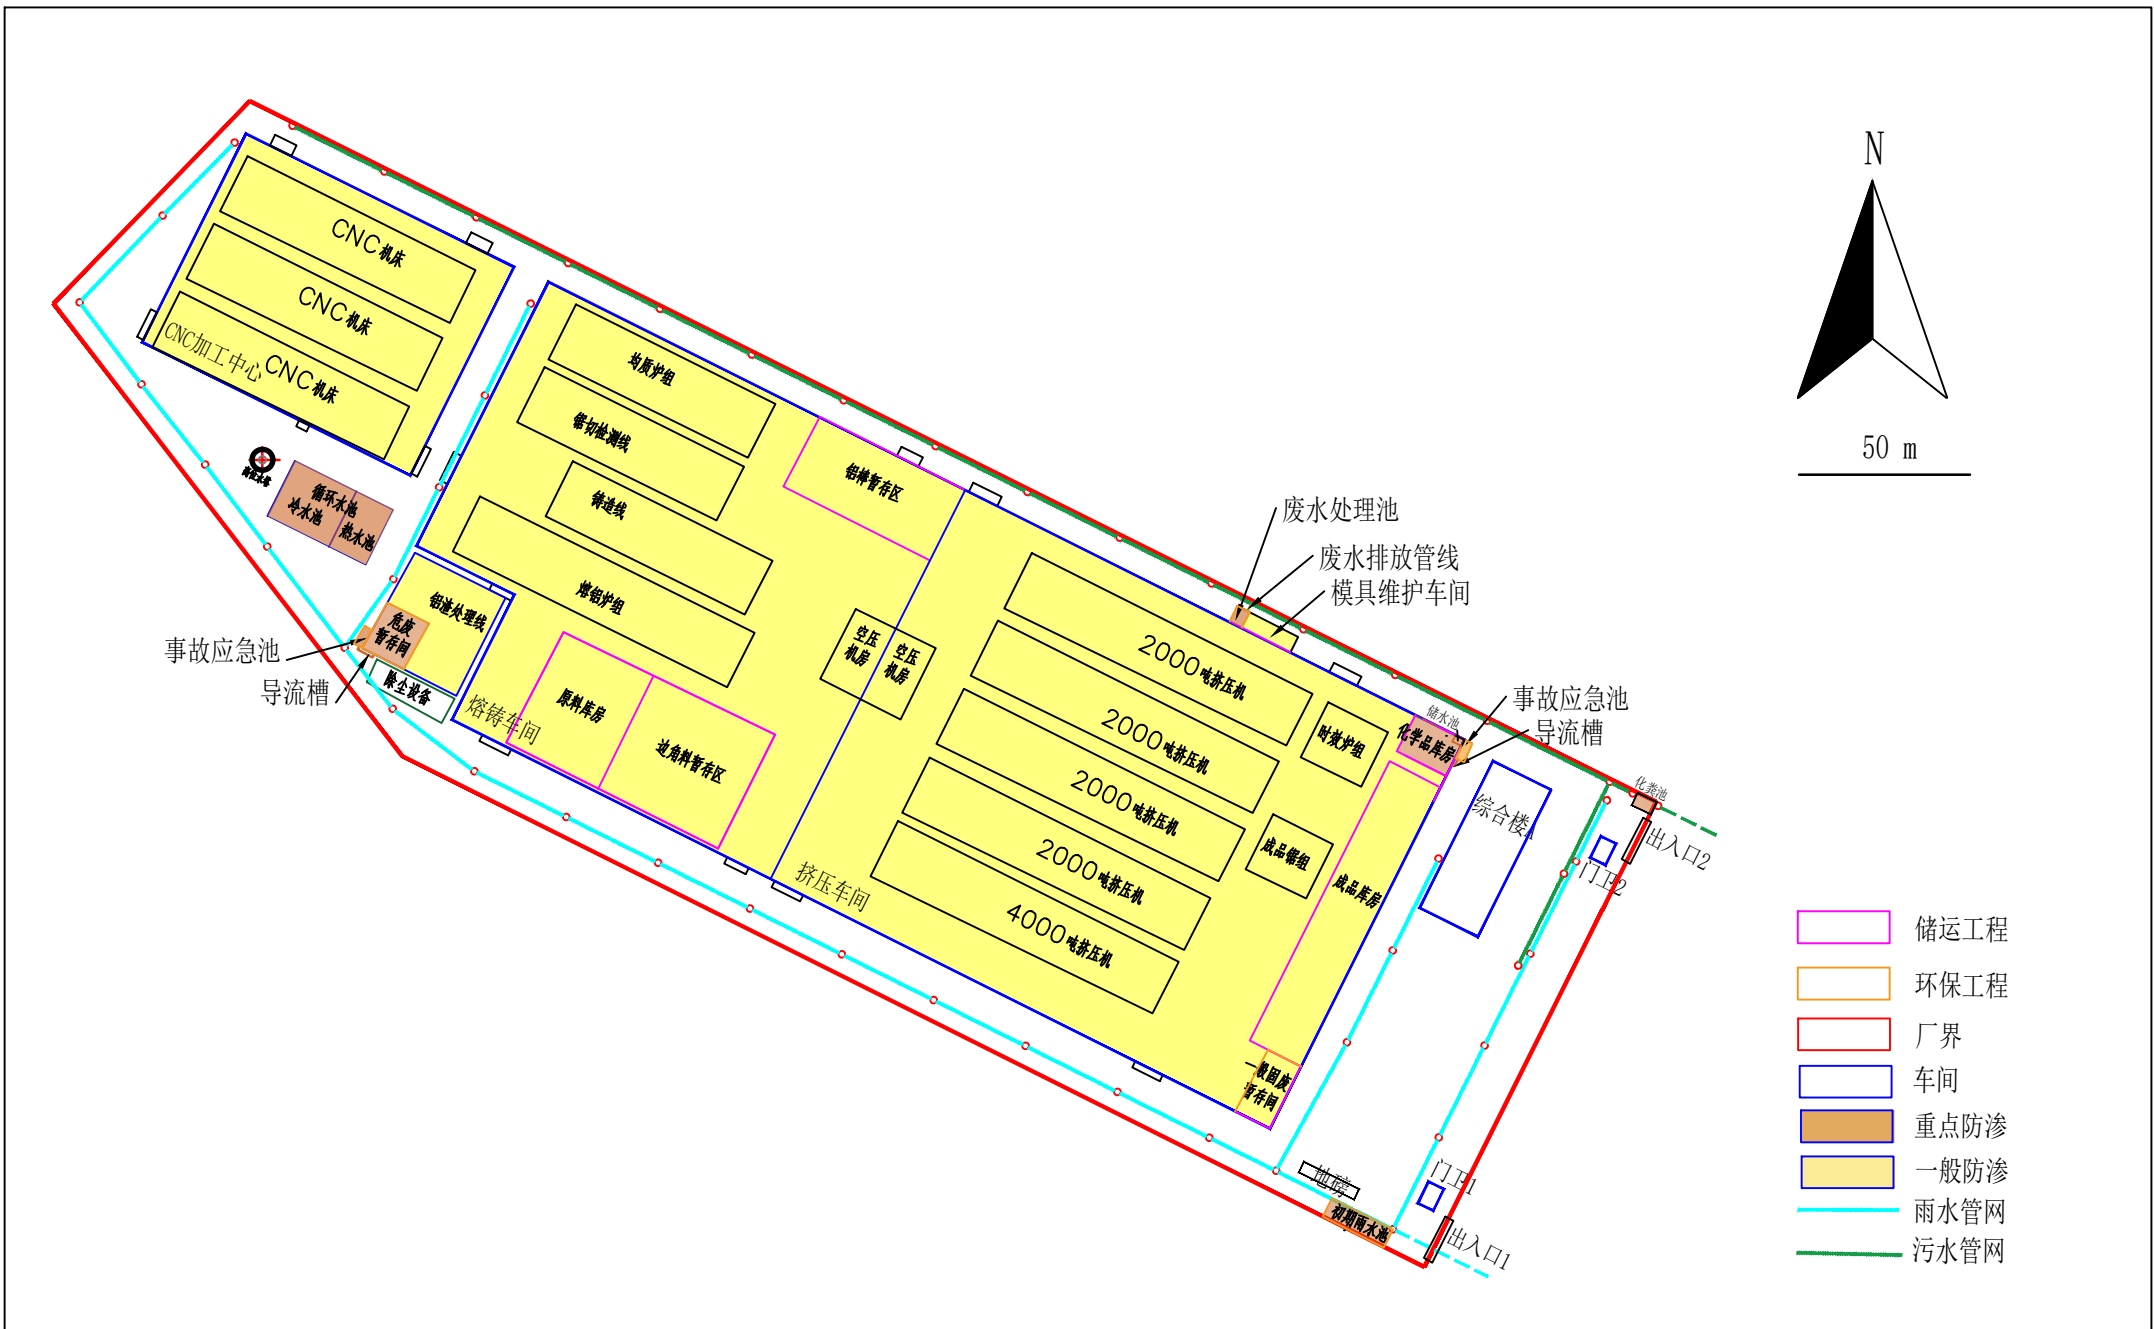 N
50 m
CNC机床
CNC机床
CNC机床
CNC加工中心
高位水塔
循环水池
冷水池
热水池
均质炉组
锯切检测线
铸造线
熔铝炉组
铝棒暂存区
铝渣处理线
危废
暂存间
事故应急池
导流槽
除尘设备
熔铸车间
原料库房
边角料暂存区
空压
机房
空压
机房
挤压车间
废水处理池
废水排放管线
模具维护车间
2000吨挤压机
2000吨挤压机
2000吨挤压机
2000吨挤压机
4000吨挤压机
时效炉组
成品锯组
储水池
化学品库房
事故应急池
导流槽
成品库房
综合楼
一般固废
暂存间
化粪池
出入口2
门卫2
地磅
初期雨水池
门卫1
出入口1
储运工程
环保工程
厂界
车间
重点防渗
一般防渗
雨水管网
污水管网